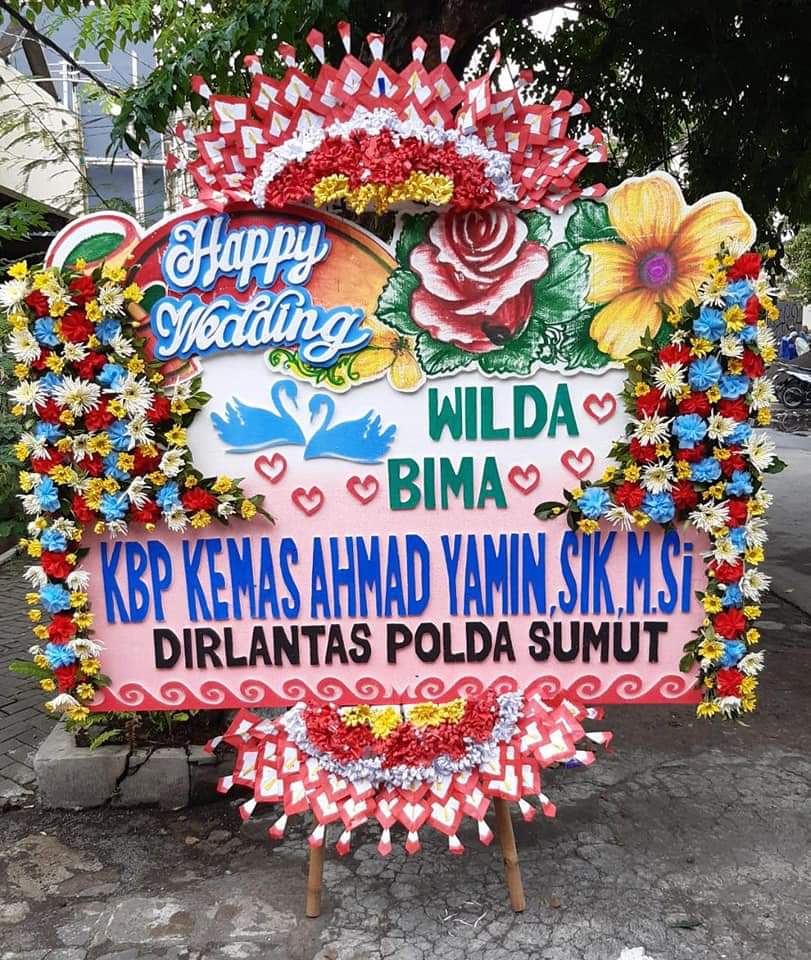 Happy
Wedding
WILDA
BIMA
KBP KEMAS AHMAD YAMIN,SIK,M.Si
DIRLANTAS POLDA SUMUT